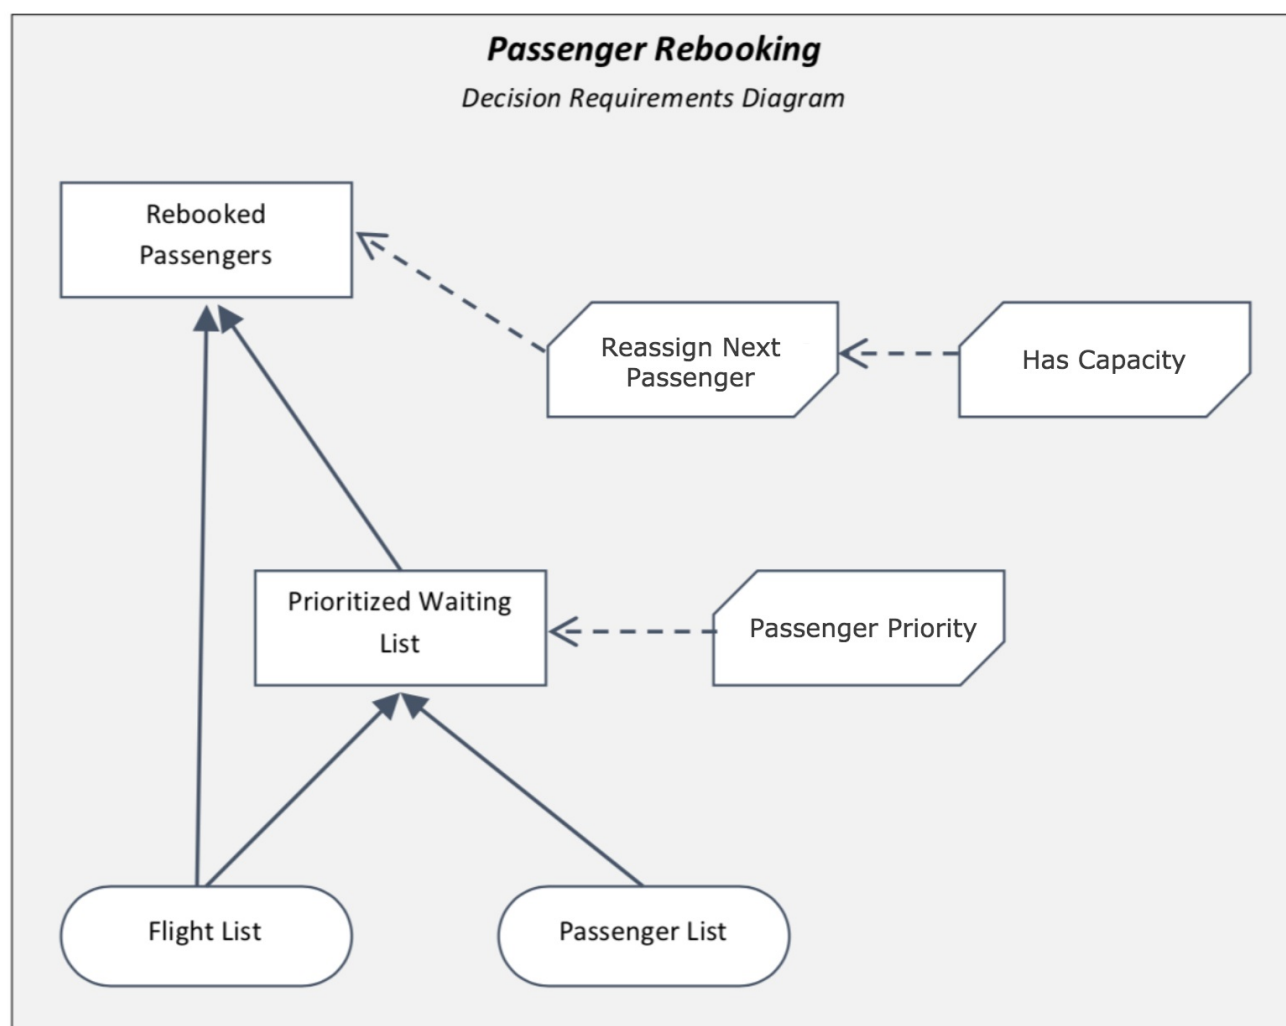 Passenger Rebooking
Decision Requirements Diagram
Rebooked
Passengers
Reassign Next
Passenger
Has Capacity
Prioritized Waiting
List
Passenger Priority
Flight List
Passenger List